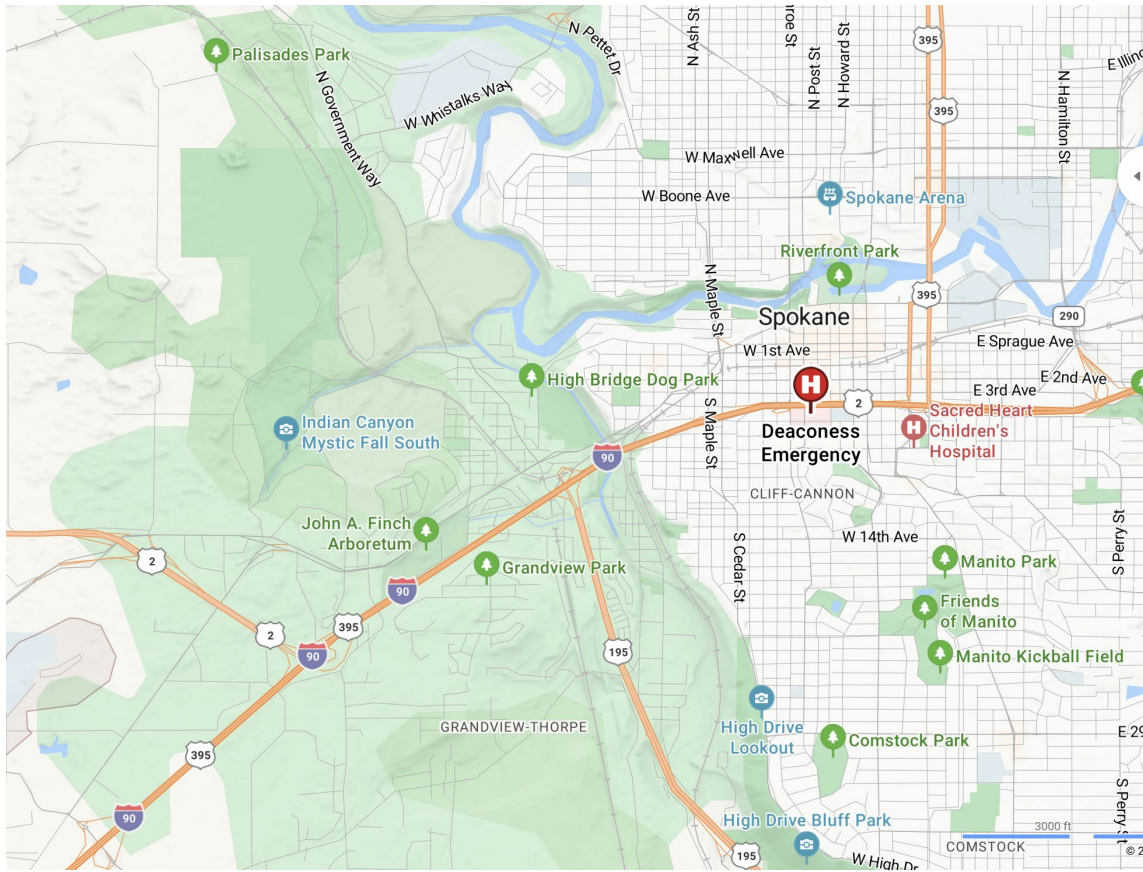 N Pettet Dr
N Ash St
roe St
N Post St
N Howard St
395
E Illin
Palisades Park
N Government Way
W Whistalks Way
395
N Hamilton St
W Maxwell Ave
W Boone Ave
Spokane Arena
Riverfront Park
N Maple St
395
290
Spokane
E Sprague Ave
W 1st Ave
High Bridge Dog Park
E 2nd Ave
E 3rd Ave
2
Indian Canyon
Mystic Fall South
S Maple St
Deaconess
Emergency
Sacred Heart
Children's
Hospital
90
CLIFF-CANNON
John A. Finch
Arboretum
W 14th Ave
S Perry St
S Cedar St
2
Grandview Park
Manito Park
90
Friends
of Manito
2
395
90
195
Manito Kickball Field
GRANDVIEW-THORPE
High Drive
Lookout
Comstock Park
E 29
395
S Perry St
90
High Drive Bluff Park
3000 ft
195
W High Dr
COMSTOCK
© 2